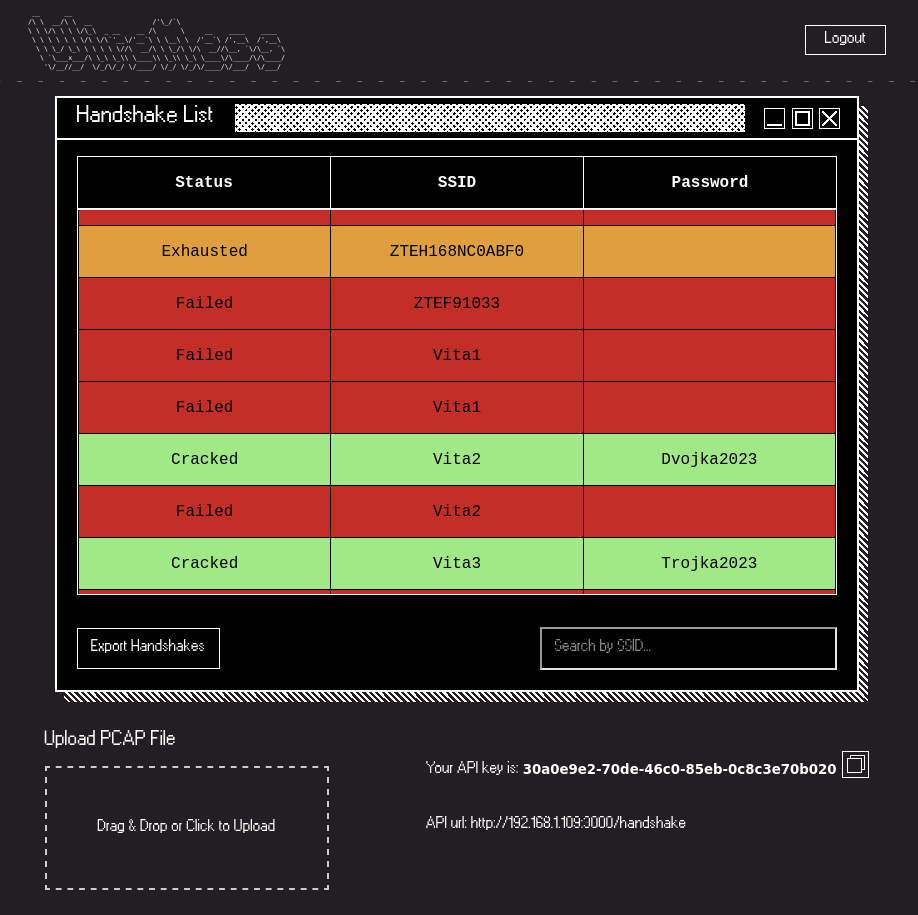 Logout
Handshake List
Status SSID Password
Exhausted ZTEH168NC0ABF0
Failed ZTEF91033
Failed Vita1
Failed Vita1
Cracked Vita2 Dvojka2023
Failed Vita2
Cracked Vita3 Trojka2023
Export Handshakes Search by SSID...
Upload PCAP File
Your API key is: 30a0e9e2-70de-46c0-85eb-0c8c3e70b020
Drag & Drop or Click to Upload
API url: http://192.168.1.109:3000/handshake